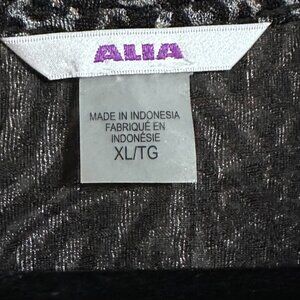 ALIA
MADE IN INDONESIA
FABRIQUÉ EN
INDONÉSIE
XL/TG